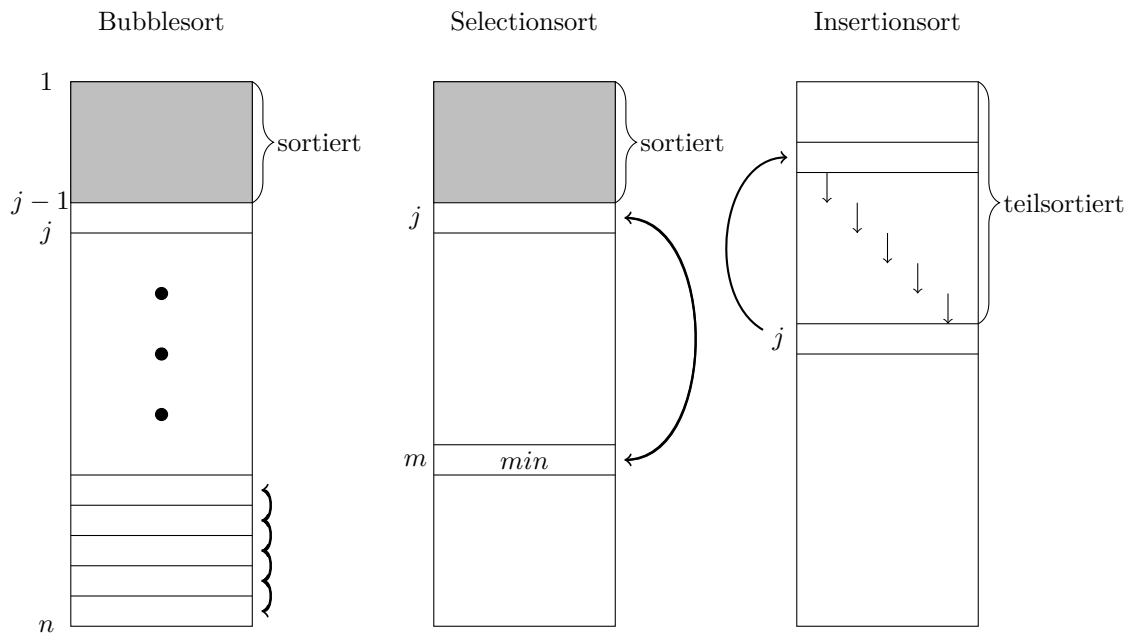 Bubblesort
Selectionsort
Insertionsort
1
sortiert
j − 1
j
n
sortiert
j
m
min
teilsortiert
j